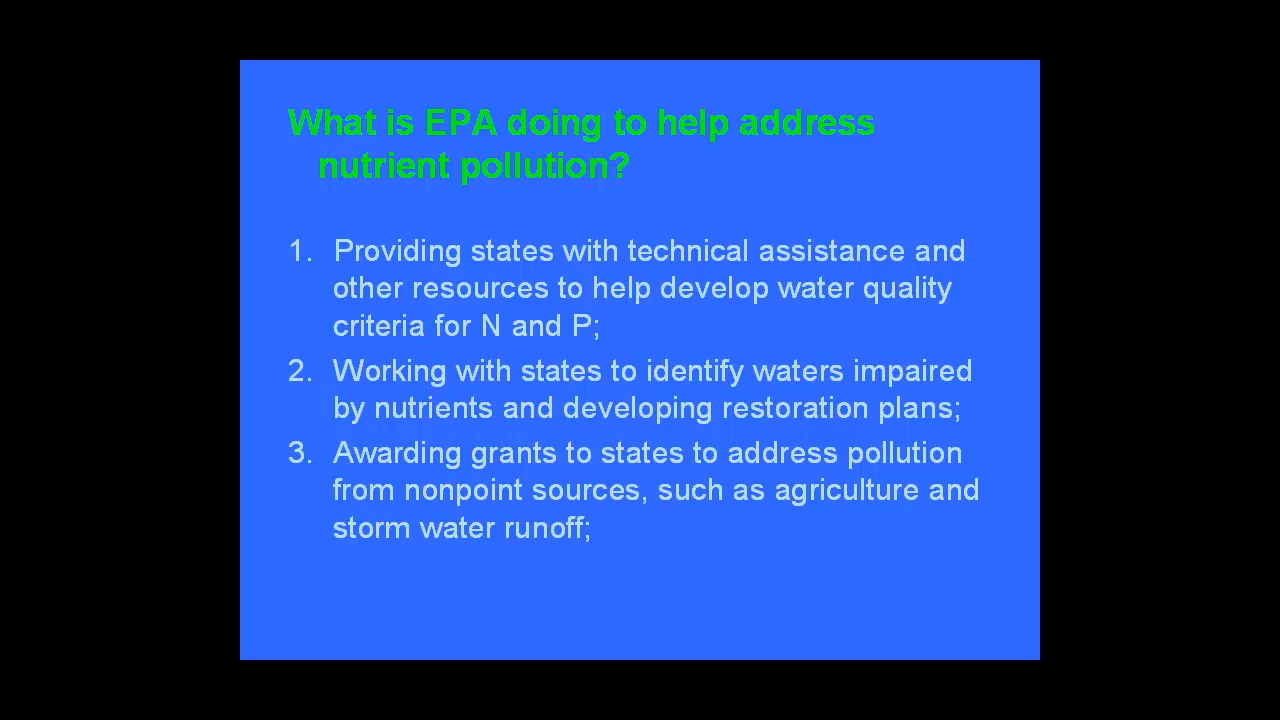 What is EPA doing to help address
nutrient pollution?
1. Providing states with technical assistance and
other resources to help develop water quality
criteria for N and P;
2. Working with states to identify waters impaired
by nutrients and developing restoration plans;
3. Awarding grants to states to address pollution
from nonpoint sources, such as agriculture and
storm water runoff;